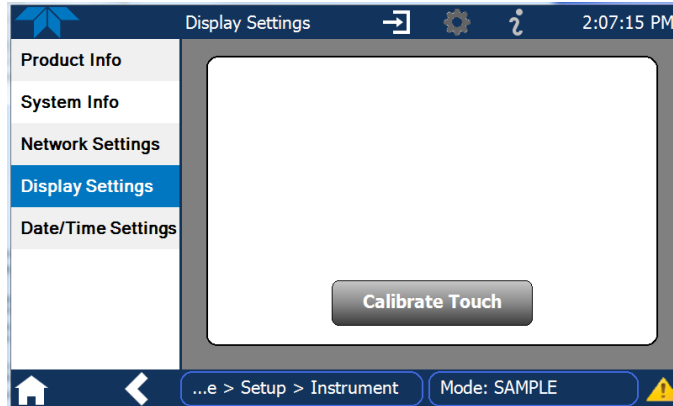 Display Settings
2:07:15 PM
Product Info
System Info
Network Settings
Display Settings
Date/Time Settings
Calibrate Touch
...e > Setup > Instrument
Mode: SAMPLE